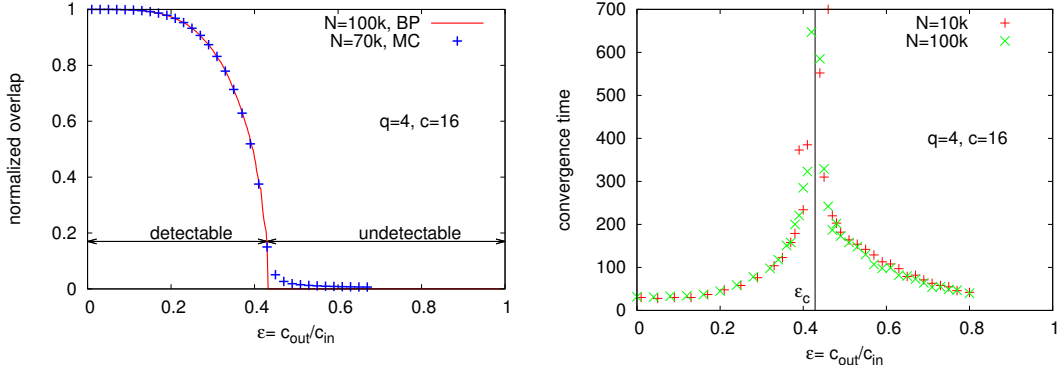 normalized overlap
1
0.8
0.6
0.4
0.2
0
N=100k, BP
N=70k, MC
q=4, c=16
detectable
undetectable
0 0.2 0.4 0.6 0.8 1
ε= c_out/c_in
convergence time
700
600
500
400
300
200
100
0
N=10k
N=100k
q=4, c=16
ε_c
0 0.2 0.4 0.6 0.8 1
ε= c_out/c_in